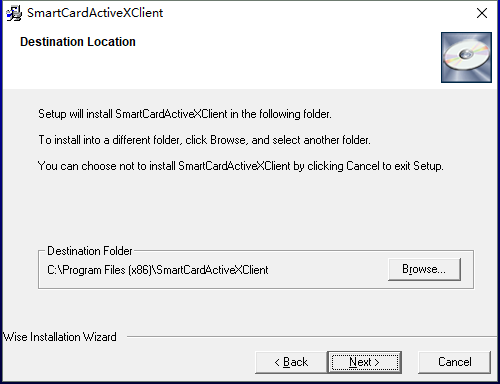 SmartCardActiveXClient
Destination Location
Setup will install SmartCardActiveXClient in the following folder.
To install into a different folder, click Browse, and select another folder.
You can choose not to install SmartCardActiveXClient by clicking Cancel to exit Setup.
Destination Folder
C:\Program Files (x86)\SmartCardActiveXClient
Browse...
Wise Installation Wizard
< Back
Next >
Cancel